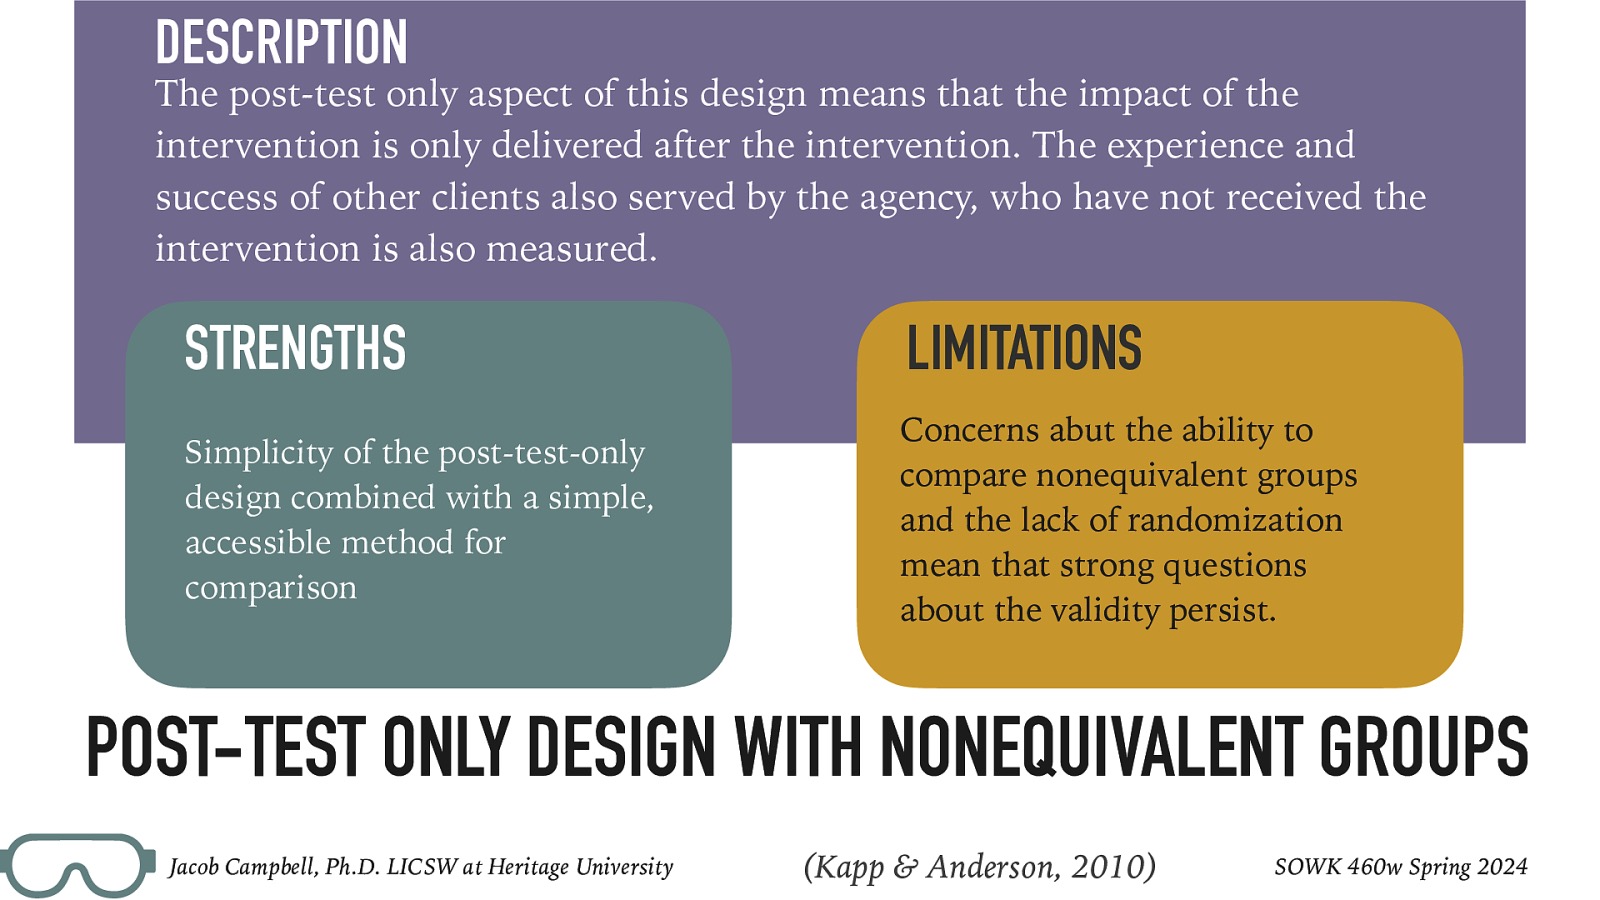 DESCRIPTION
The post-test only aspect of this design means that the impact of the
intervention is only delivered after the intervention. The experience and
success of other clients also served by the agency, who have not received the
intervention is also measured.
STRENGTHS
Simplicity of the post-test-only
design combined with a simple,
accessible method for
comparison
LIMITATIONS
Concerns abut the ability to
compare nonequivalent groups
and the lack of randomization
mean that strong questions
about the validity persist.
POST-TEST ONLY DESIGN WITH NONEQUIVALENT GROUPS
Jacob Campbell, Ph.D. LICSW at Heritage University
(Kapp & Anderson, 2010)
SOWK 460w Spring 2024